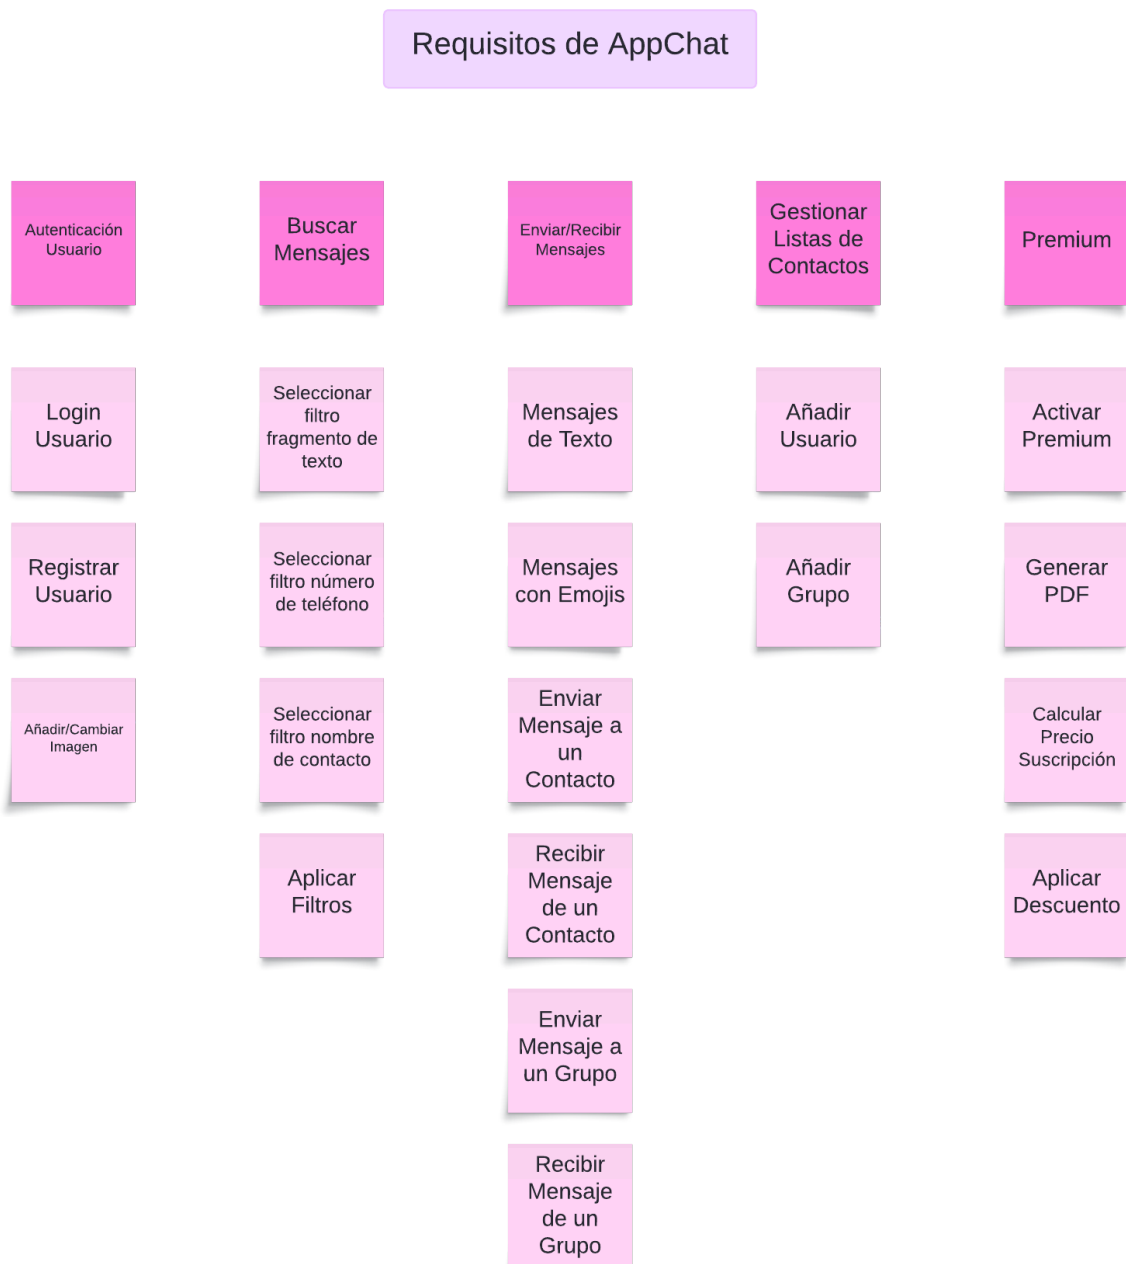 Requisitos de AppChat
Autenticación
Usuario
Buscar
Mensajes
Enviar/Recibir
Mensajes
Gestionar
Listas de
Contactos
Premium
Login
Usuario
Seleccionar
filtro
fragmento de
texto
Mensajes
de Texto
Añadir
Usuario
Activar
Premium
Registrar
Usuario
Seleccionar
filtro número
de teléfono
Mensajes
con Emojis
Añadir
Grupo
Generar
PDF
Añadir/Cambiar
Imagen
Seleccionar
filtro nombre
de contacto
Enviar
Mensaje a
un
Contacto
Calcular
Precio
Suscripción
Aplicar
Filtros
Recibir
Mensaje
de un
Contacto
Aplicar
Descuento
Enviar
Mensaje a
un Grupo
Recibir
Mensaje
de un
Grupo